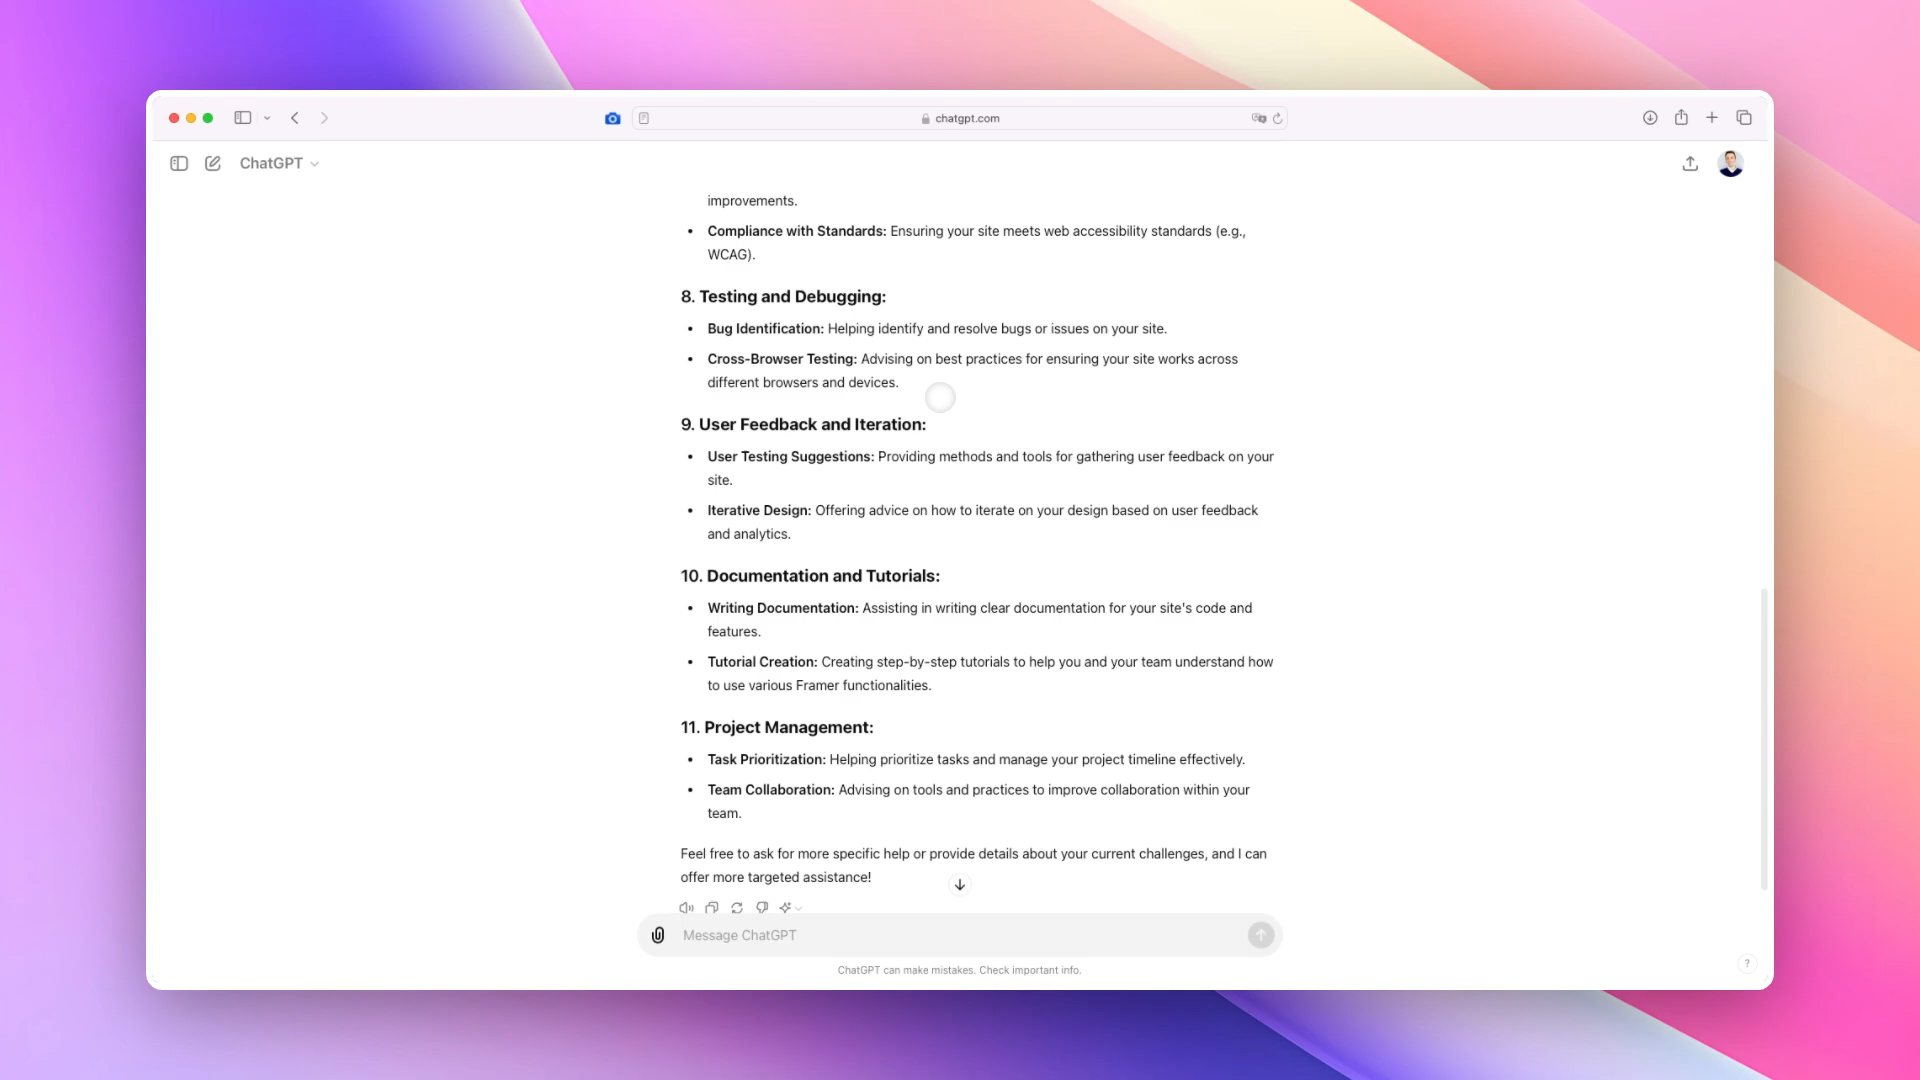 chatgpt.com
ChatGPT
improvements.
• Compliance with Standards: Ensuring your site meets web accessibility standards (e.g.,
WCAG).
8. Testing and Debugging:
• Bug Identification: Helping identify and resolve bugs or issues on your site.
• Cross-Browser Testing: Advising on best practices for ensuring your site works across
different browsers and devices.
9. User Feedback and Iteration:
• User Testing Suggestions: Providing methods and tools for gathering user feedback on your
site.
• Iterative Design: Offering advice on how to iterate on your design based on user feedback
and analytics.
10. Documentation and Tutorials:
• Writing Documentation: Assisting in writing clear documentation for your site's code and
features.
• Tutorial Creation: Creating step-by-step tutorials to help you and your team understand how
to use various Framer functionalities.
11. Project Management:
• Task Prioritization: Helping prioritize tasks and manage your project timeline effectively.
• Team Collaboration: Advising on tools and practices to improve collaboration within your
team.
Feel free to ask for more specific help or provide details about your current challenges, and I can
offer more targeted assistance!
Message ChatGPT
ChatGPT can make mistakes. Check important info.
?